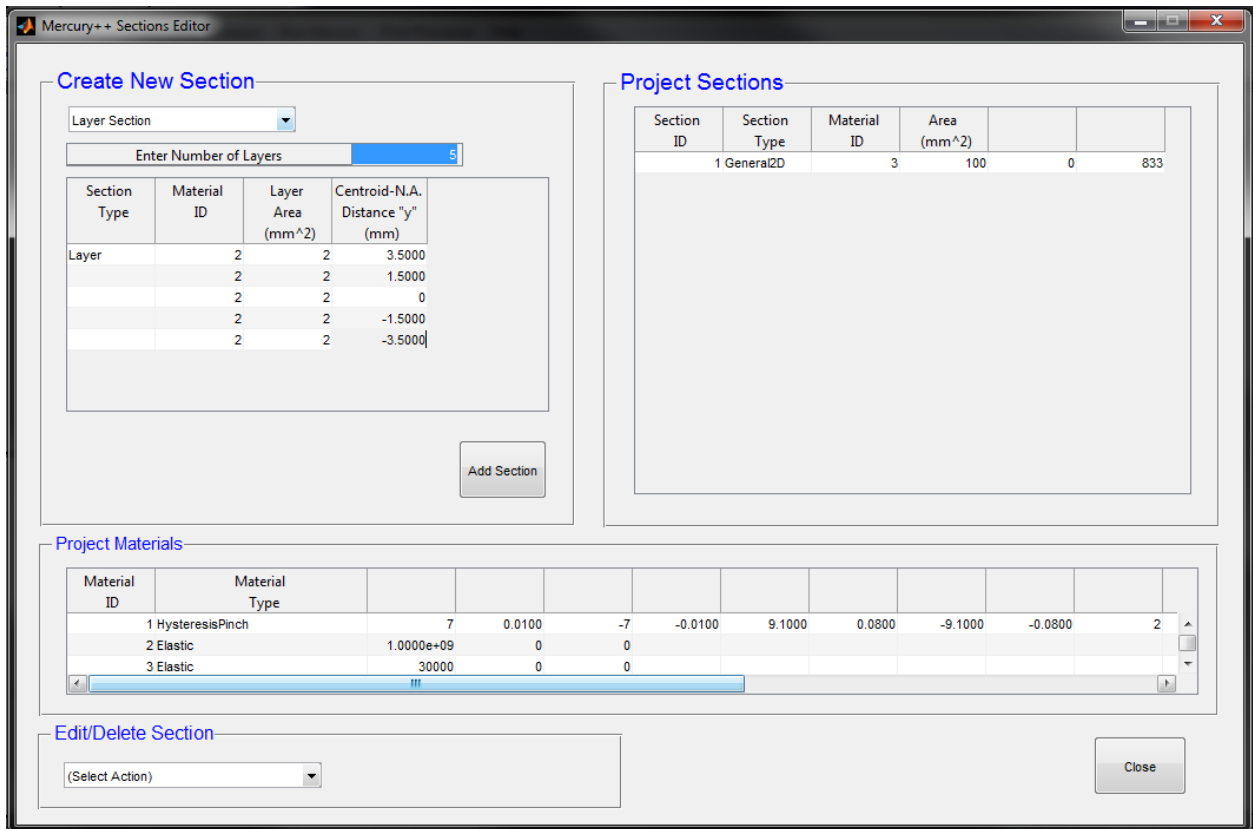 Mercury++ Sections Editor
Create New Section
Layer Section
Enter Number of Layers 5
Section Type Material ID Layer Area (mm^2) Centroid-N.A. Distance "y" (mm)
Layer 2 2 3.5000
2 2 1.5000
2 2 0
2 2 -1.5000
2 2 -3.5000
Add Section
Project Sections
Section ID Section Type Material ID Area (mm^2)
1 General2D 3 100 0 833
Project Materials
Material ID Material Type
1 HysteresisPinch 7 0.0100 -7 -0.0100 9.1000 0.0800 -9.1000 -0.0800 2
2 Elastic 1.0000e+09 0 0
3 Elastic 30000 0 0
Edit/Delete Section
(Select Action)
Close